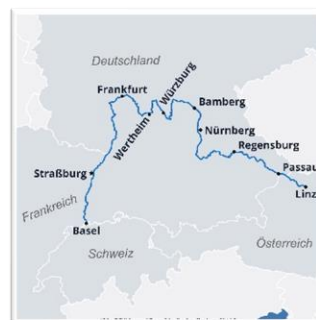 Deutschland
Frankfurt
Würzburg
Wertheim
Bamberg
Nürnberg
Regensburg
Straßburg
Passau
Linz
Frankreich
Basel
Schweiz
Österreich